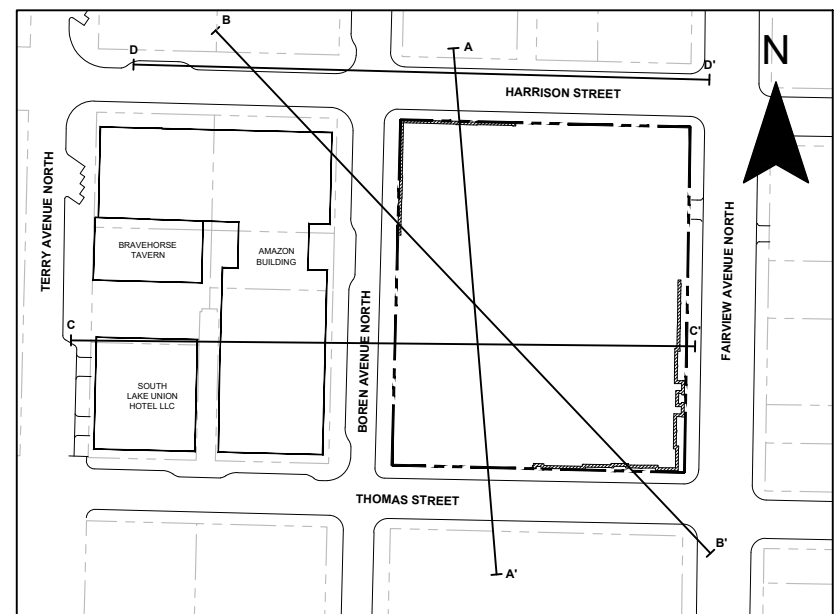 B
D
A
D'
N
HARRISON STREET
TERRY AVENUE NORTH
BRAVEHORSE
TAVERN
AMAZON
BUILDING
FAIRVIEW AVENUE NORTH
C
C'
BOREN AVENUE NORTH
SOUTH
LAKE UNION
HOTEL LLC
THOMAS STREET
B'
A'